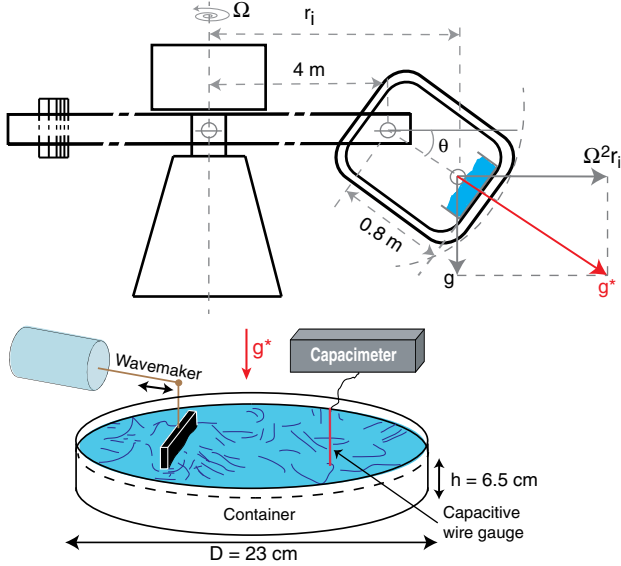 Ω
r_i
4 m
θ
Ω²r_i
0.8 m
g
g*
Wavemaker
g*
Capacimeter
h = 6.5 cm
Container
Capacitive
wire gauge
D = 23 cm